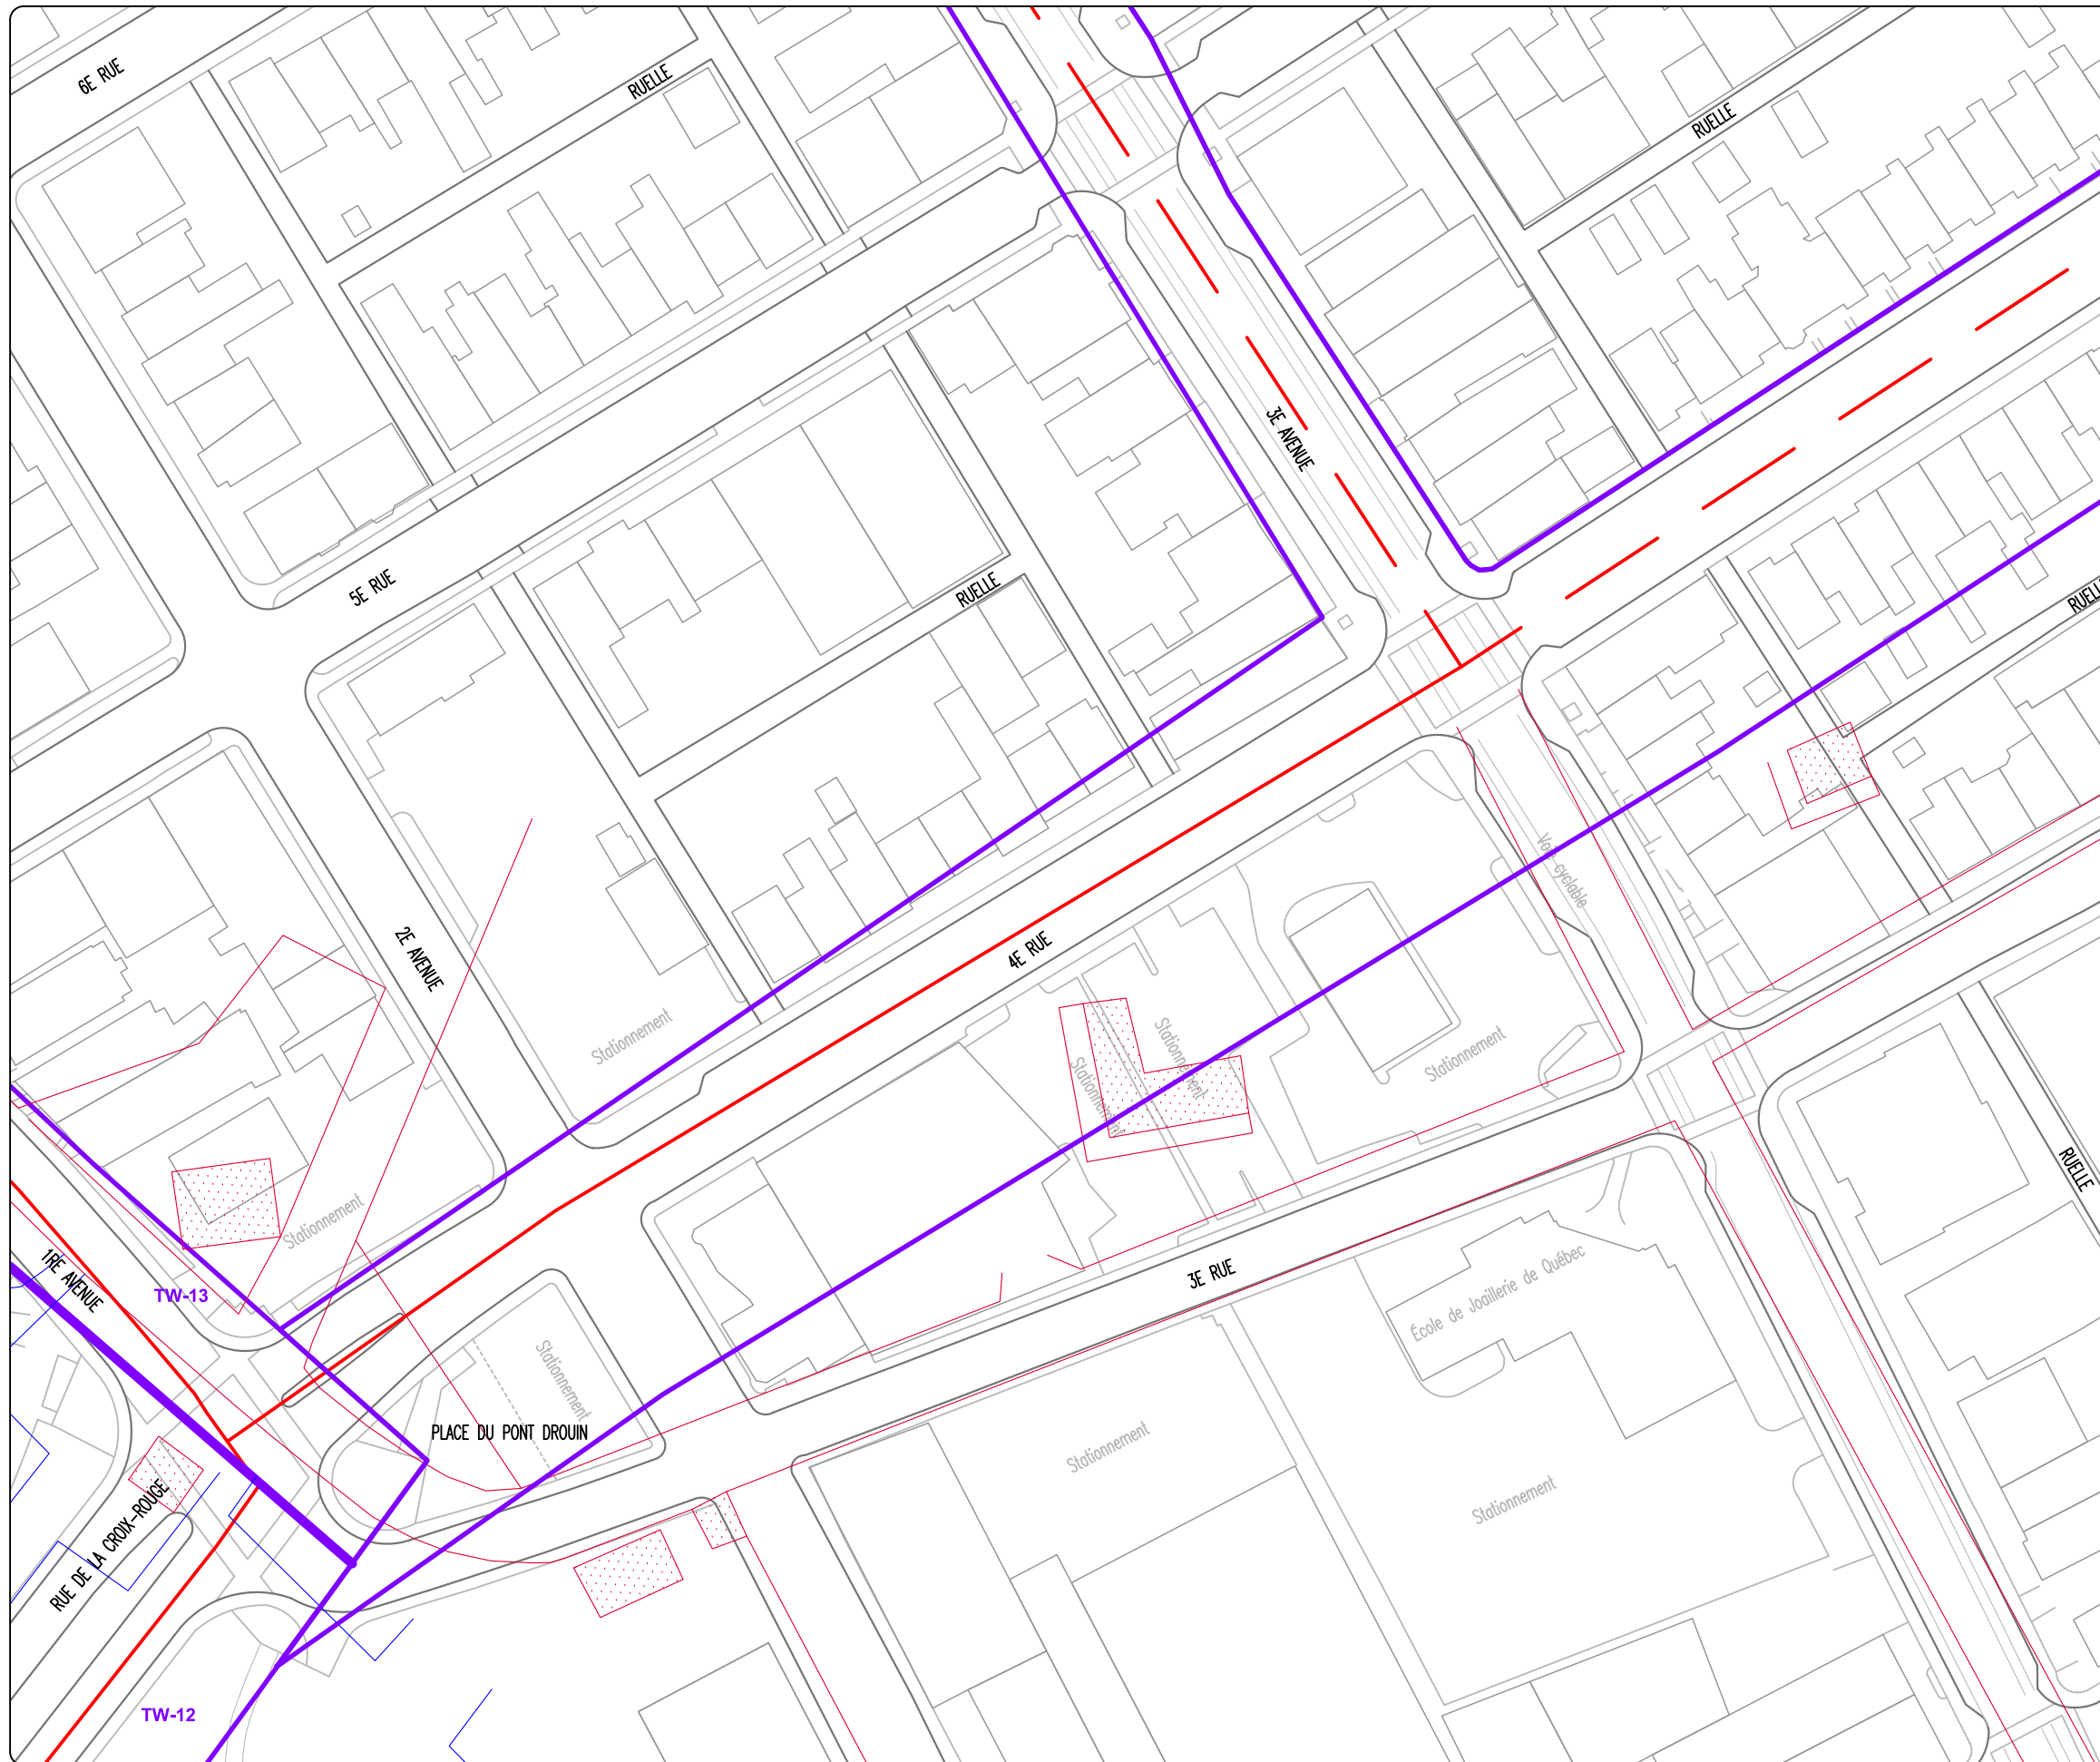 6E RUE
RUELLE
RUELLE
3E AVENUE
5E RUE
RUELLE
RUELLE
Voie cyclable
2E AVENUE
4E RUE
Stationnement
Stationnement
Stationnement
Stationnement
RUELLE
Stationnement
3E RUE
1RE AVENUE
TW-13
École de Joaillerie de Québec
Stationnement
PLACE DU PONT DROUIN
Stationnement
Stationnement
RUE DE LA CROIX-ROUGE
TW-12